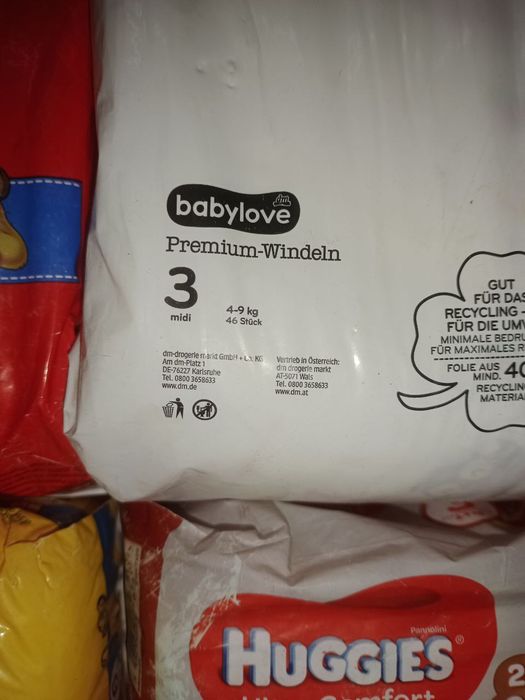 babylove
Premium-Windeln
3
midi
4-9 kg
46 Stück
dm-drogerie markt GmbH + Co. KG
Am dm-Platz 1
DE-76227 Karlsruhe
Tel. 0800 3658633
www.dm.de
Vertrieb in Österreich:
dm drogerie markt
AT-5071 Wals
Tel. 0800 3658633
www.dm.at
GUT
FÜR DAS
RECYCLING -
FÜR DIE UMW
MINIMALE BEDRU
FÜR MAXIMALES R
FOLIE AUS
MIND. 40
RECYCLIN
MATERIA
Pannolini
HUGGIES®
2